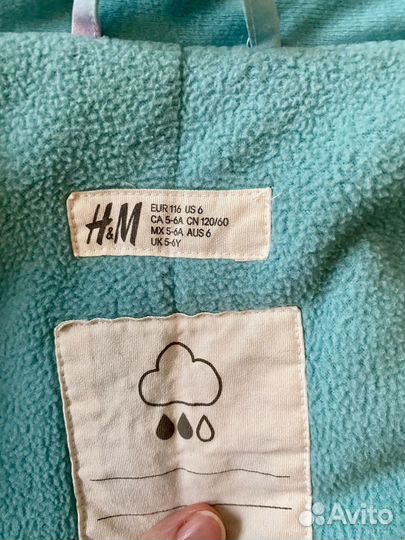 H&M
EUR 116 US 6
CA 5-6A CN 120/60
MX 5-6A AUS 6
UK 5-6Y
Avito